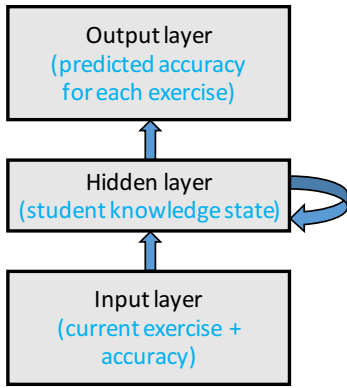 Output layer
(predicted accuracy
for each exercise)
Hidden layer
(student knowledge state)
Input layer
(current exercise +
accuracy)